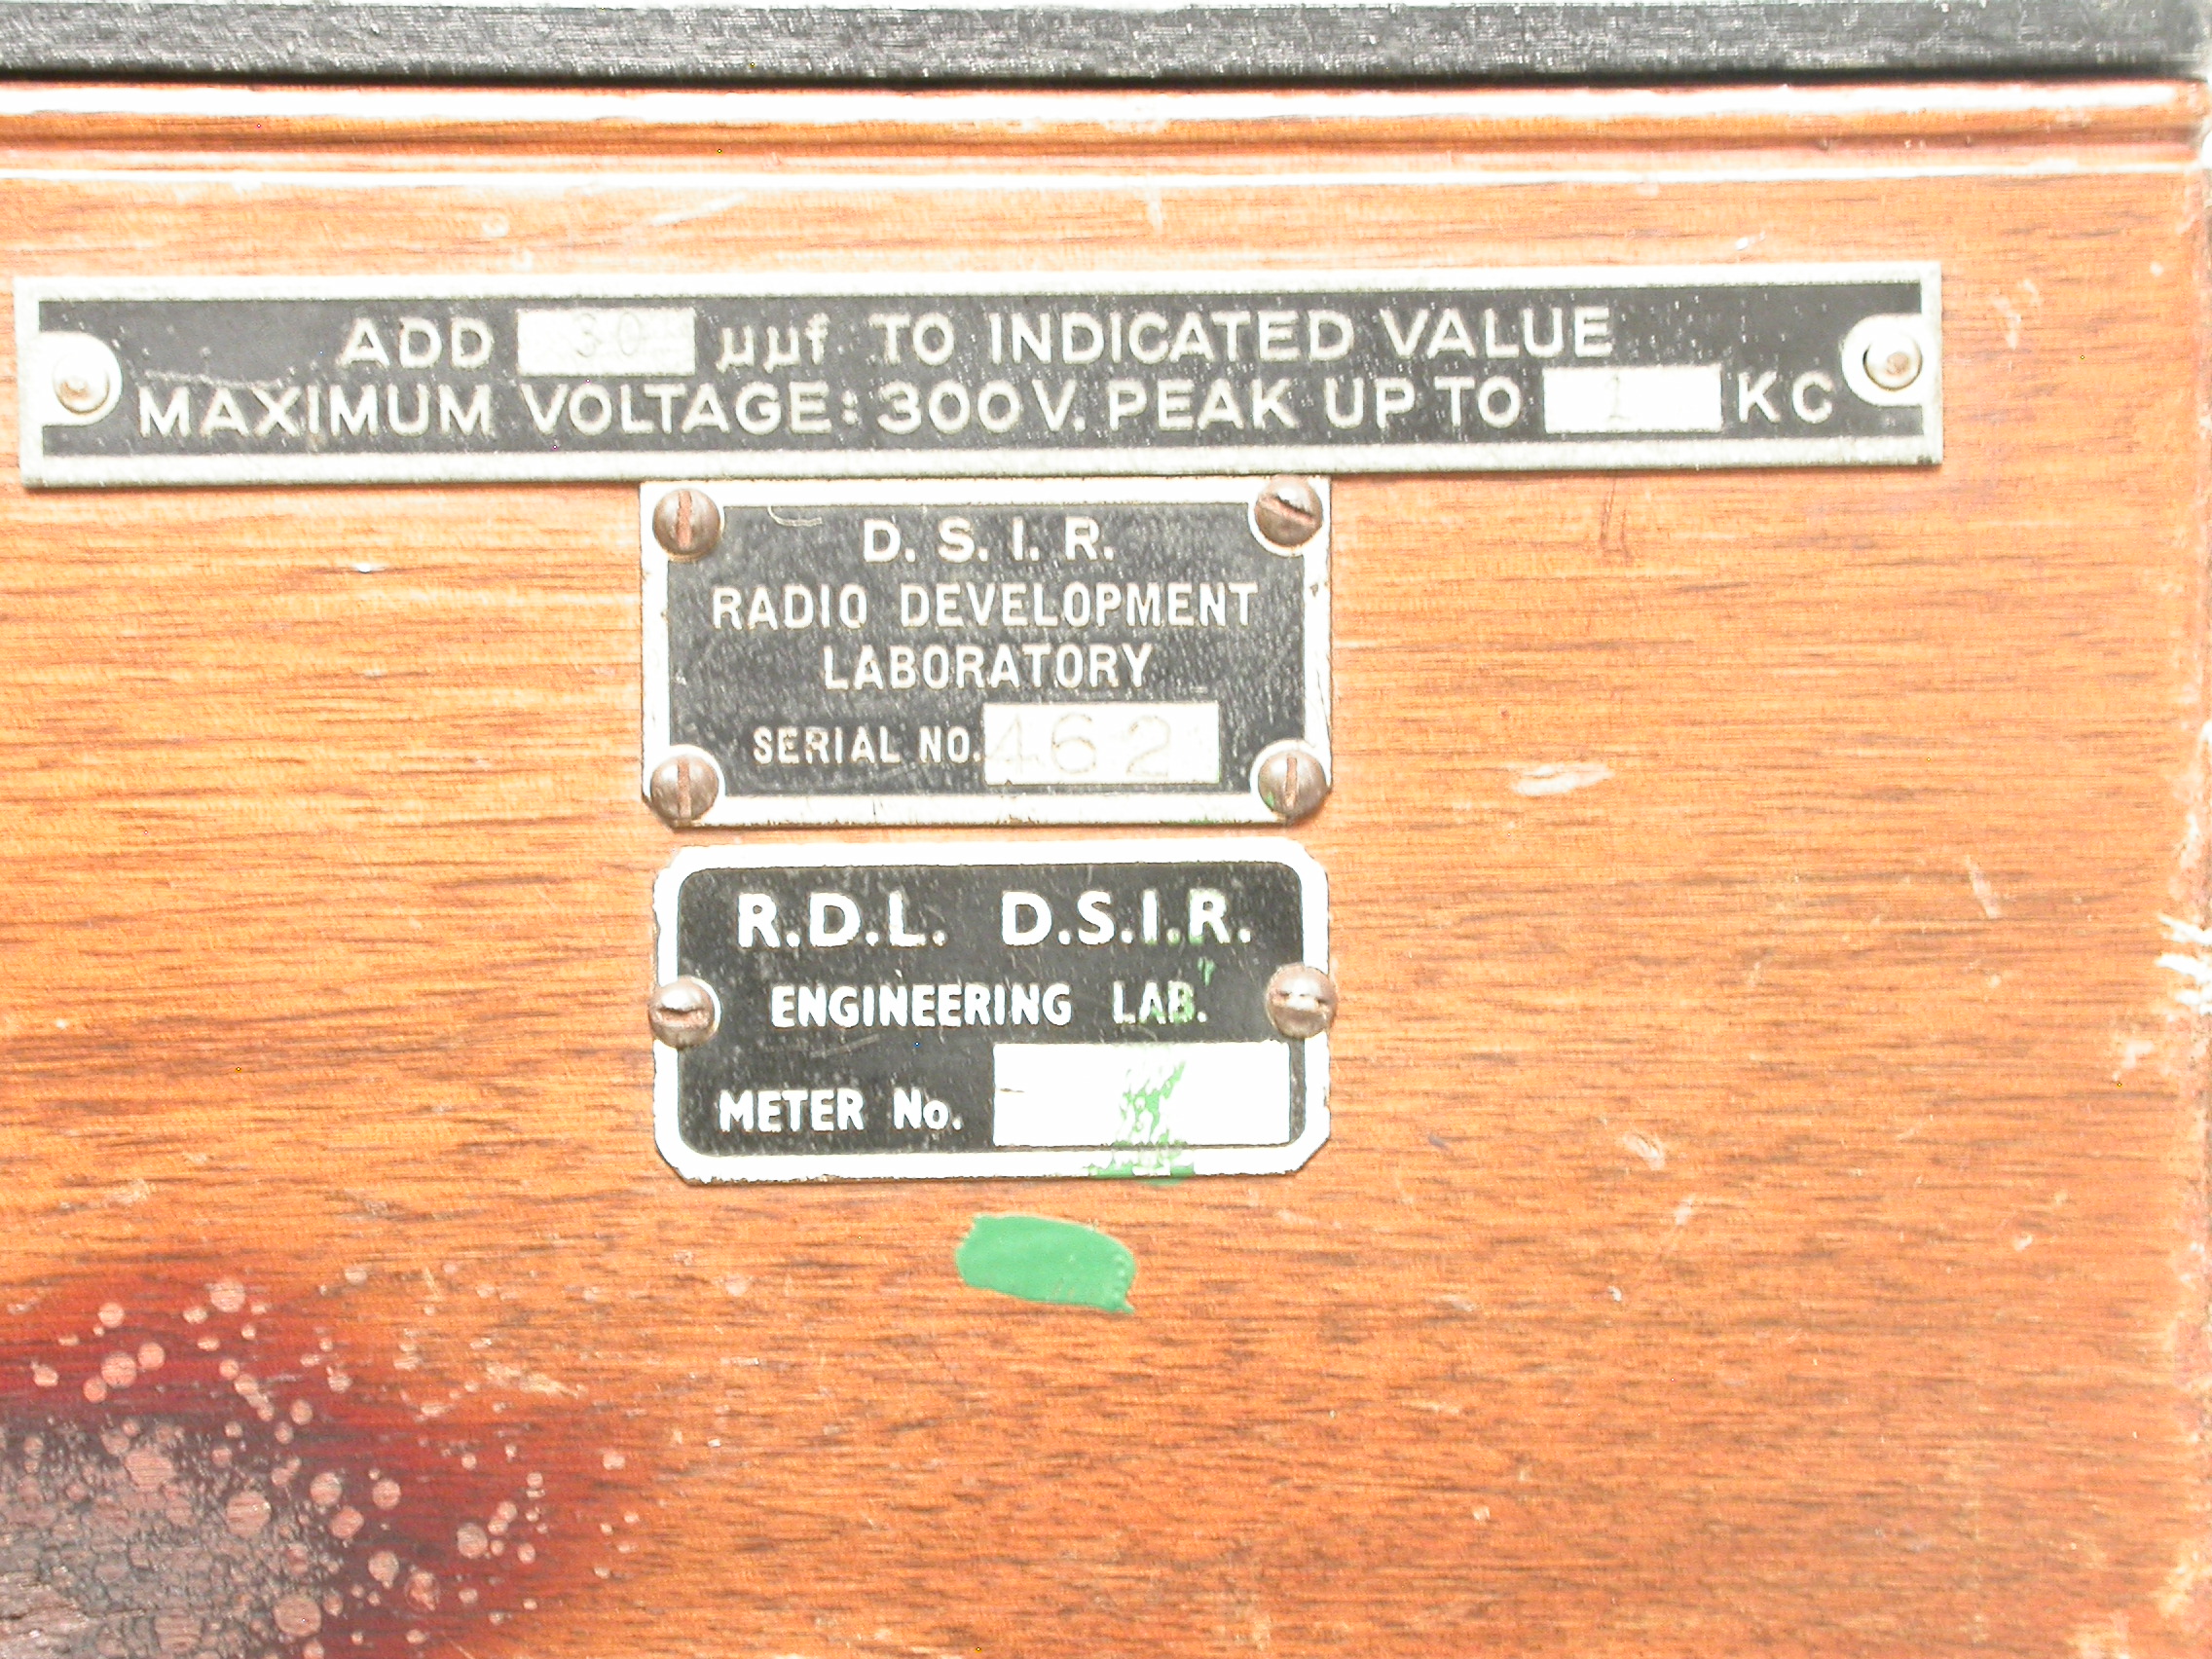 ADD 30 µµf TO INDICATED VALUE
MAXIMUM VOLTAGE: 300 V. PEAK UP TO 1 KC
D. S. I. R.
RADIO DEVELOPMENT
LABORATORY
SERIAL NO. 462
R.D.L. D.S.I.R.
ENGINEERING LAB.
METER No.